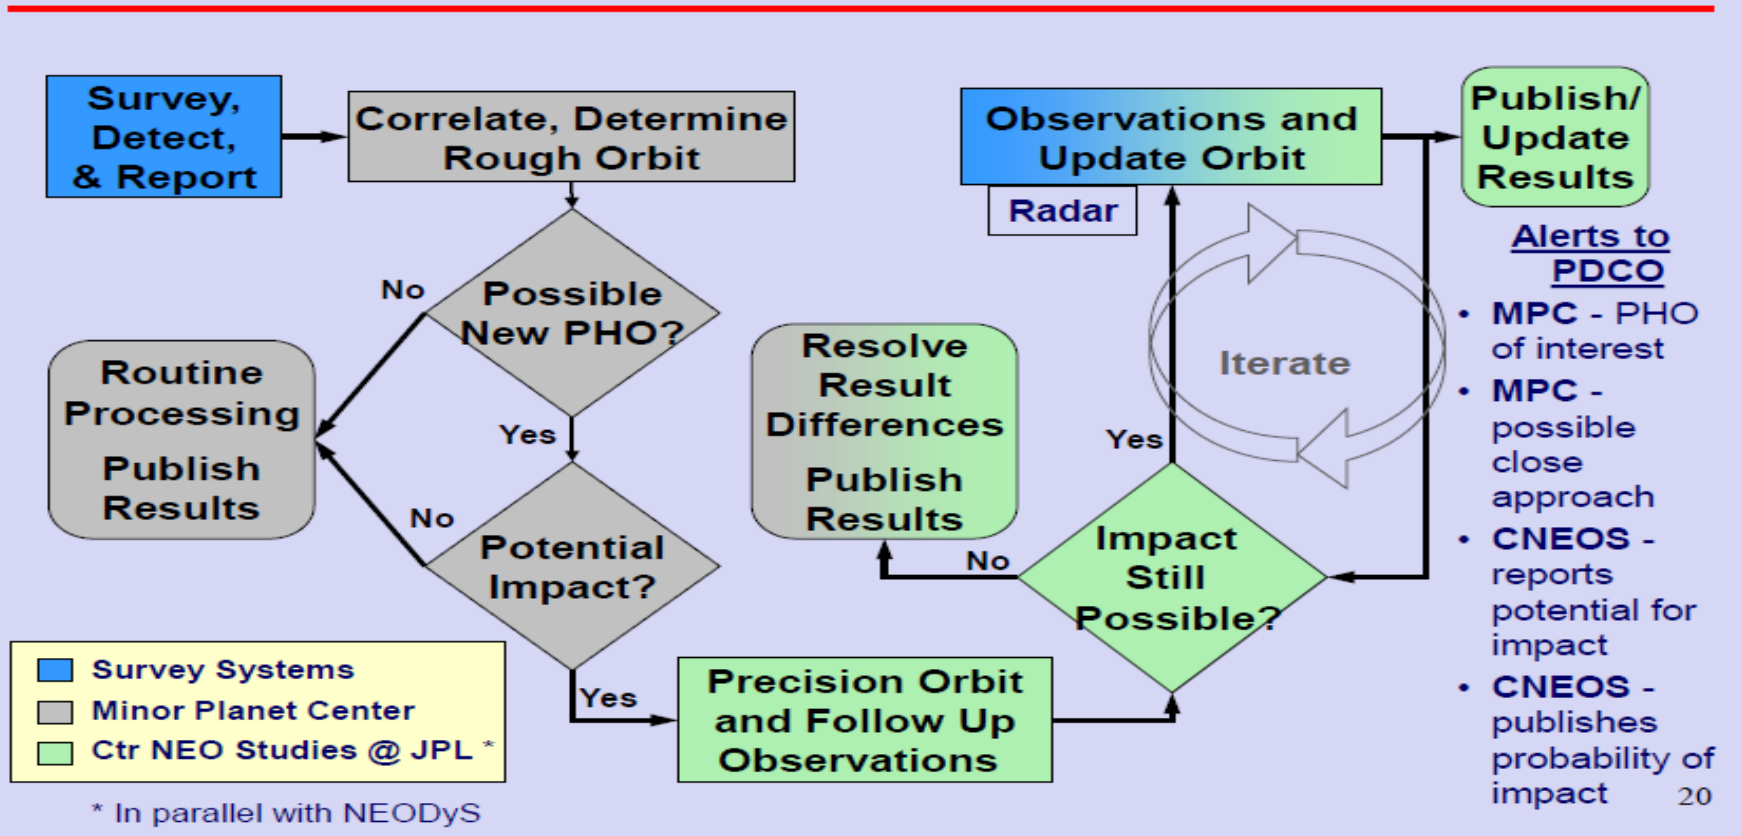 Survey,
Detect,
& Report
Correlate, Determine
Rough Orbit
Possible
New PHO?
No
Yes
Routine
Processing
Publish
Results
Potential
Impact?
No
Yes
Precision Orbit
and Follow Up
Observations
Impact
Still
Possible?
No
Yes
Resolve
Result
Differences
Publish
Results
Observations and
Update Orbit
Radar
Iterate
Publish/
Update
Results
Alerts to
PDCO
• MPC - PHO
of interest
• MPC -
possible
close
approach
• CNEOS -
reports
potential for
impact
• CNEOS -
publishes
probability of
impact
Survey Systems
Minor Planet Center
Ctr NEO Studies @ JPL *
* In parallel with NEODyS
20